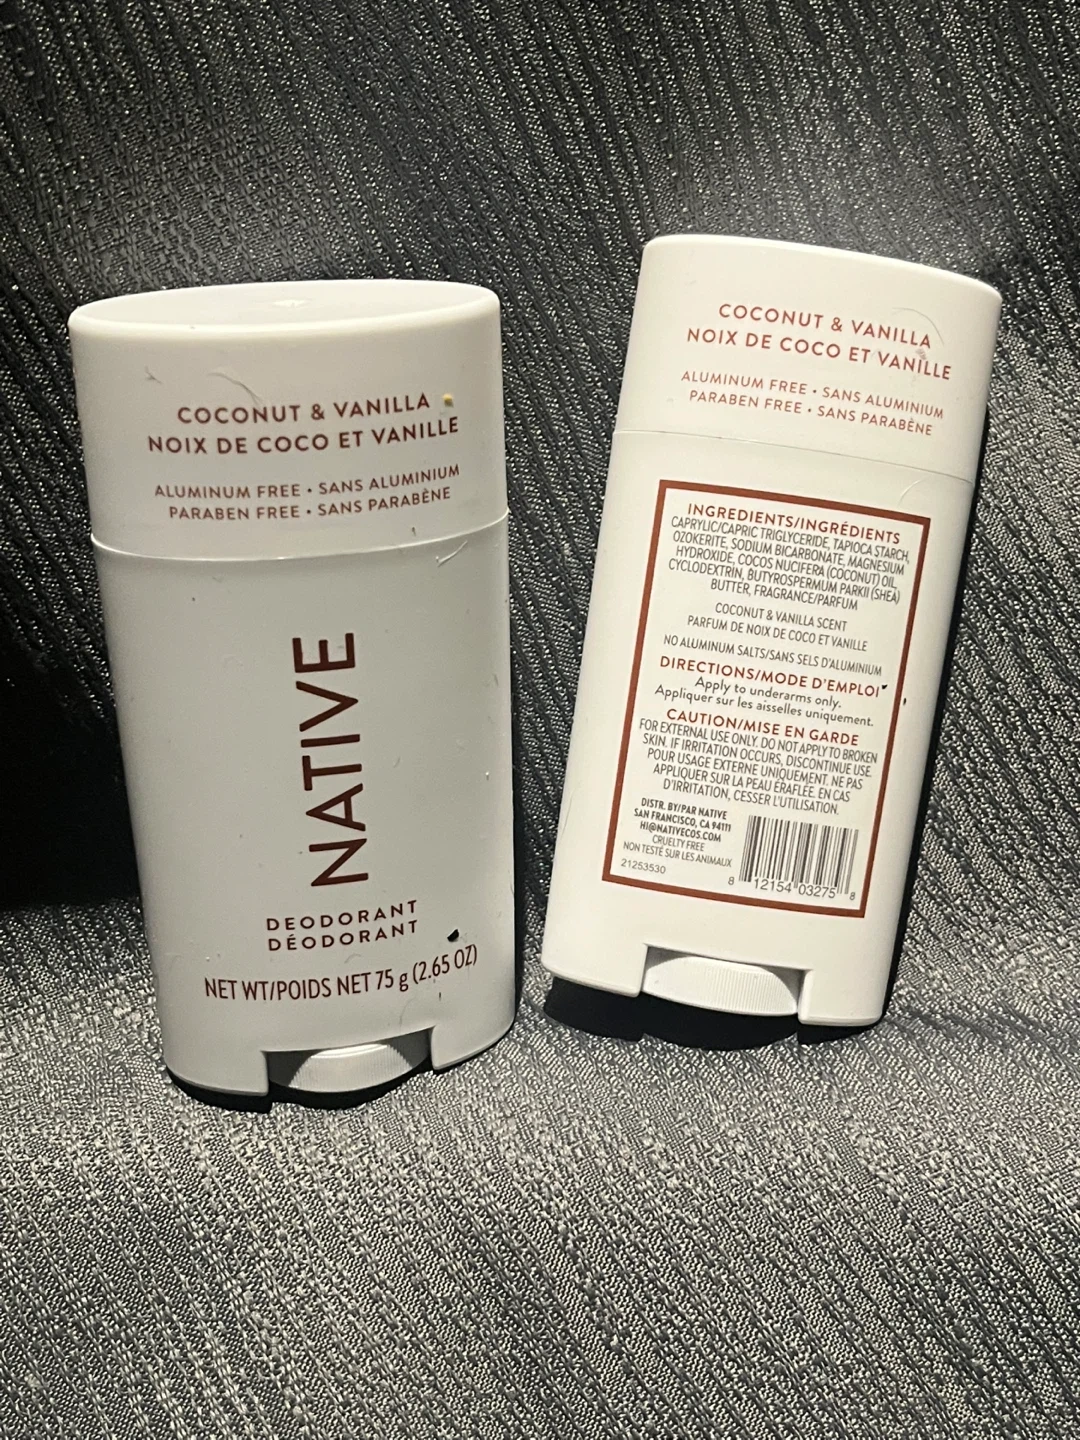 COCONUT & VANILLA
NOIX DE COCO ET VANILLE
ALUMINUM FREE • SANS ALUMINIUM
PARABEN FREE • SANS PARABÈNE
NATIVE
DEODORANT
DÉODORANT
NET WT/POIDS NET 75 g (2.65 OZ)
COCONUT & VANILLA
NOIX DE COCO ET VANILLE
ALUMINUM FREE • SANS ALUMINIUM
PARABEN FREE • SANS PARABÈNE
INGREDIENTS/INGRÉDIENTS
CAPRYLIC/CAPRIC TRIGLYCERIDE, TAPIOCA STARCH,
OZOKERITE, SODIUM BICARBONATE, MAGNESIUM
HYDROXIDE, COCOS NUCIFERA (COCONUT) OIL,
CYCLODEXTRIN, BUTYROSPERMUM PARKII (SHEA)
BUTTER, FRAGRANCE/PARFUM
COCONUT & VANILLA SCENT
PARFUM DE NOIX DE COCO ET VANILLE
NO ALUMINUM SALTS/SANS SELS D'ALUMINIUM
DIRECTIONS/MODE D'EMPLOI
Apply to underarms only.
Appliquer sur les aisselles uniquement.
CAUTION/MISE EN GARDE
FOR EXTERNAL USE ONLY. DO NOT APPLY TO BROKEN
SKIN. IF IRRITATION OCCURS, DISCONTINUE USE.
POUR USAGE EXTERNE UNIQUEMENT. NE PAS
APPLIQUER SUR LA PEAU ÉRAFLÉE. EN CAS
D'IRRITATION, CESSER L'UTILISATION.
DISTR. BY/PAR NATIVE
SAN FRANCISCO, CA 94111
HI@NATIVECOS.COM
CRUELTY FREE
NON TESTÉ SUR LES ANIMAUX
21253530
8 12154 03275 8